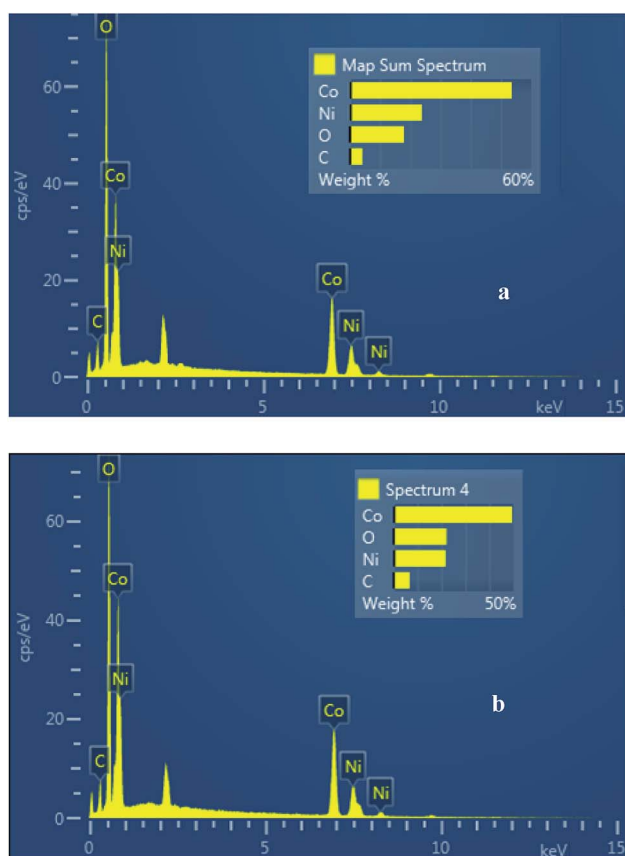 O
60
Map Sum Spectrum
Co
Ni
O
C
Weight % 60%
cps/eV
40
Co
Ni
20
C
Co
Ni
Ni
a
0
0 5 10 keV 15
O
60
Spectrum 4
Co
O
Ni
C
Weight % 50%
cps/eV
40
Co
Ni
20
C
Co
Ni
Ni
b
0
0 5 10 keV 15